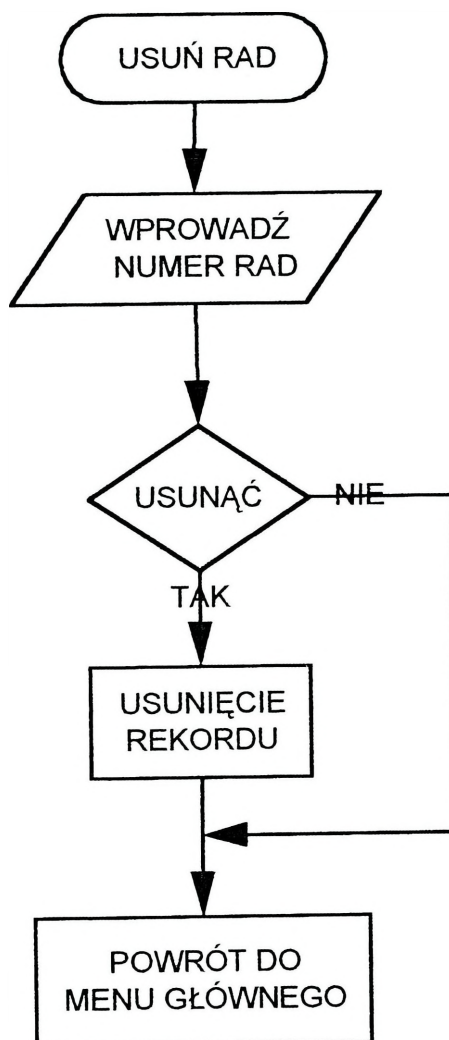 USUŃ RAD
WPROWADŹ
NUMER RAD
USUNĄĆ
NIE
TAK
USUNIĘCIE
REKORDU
POWRÓT DO
MENU GŁÓWNEGO